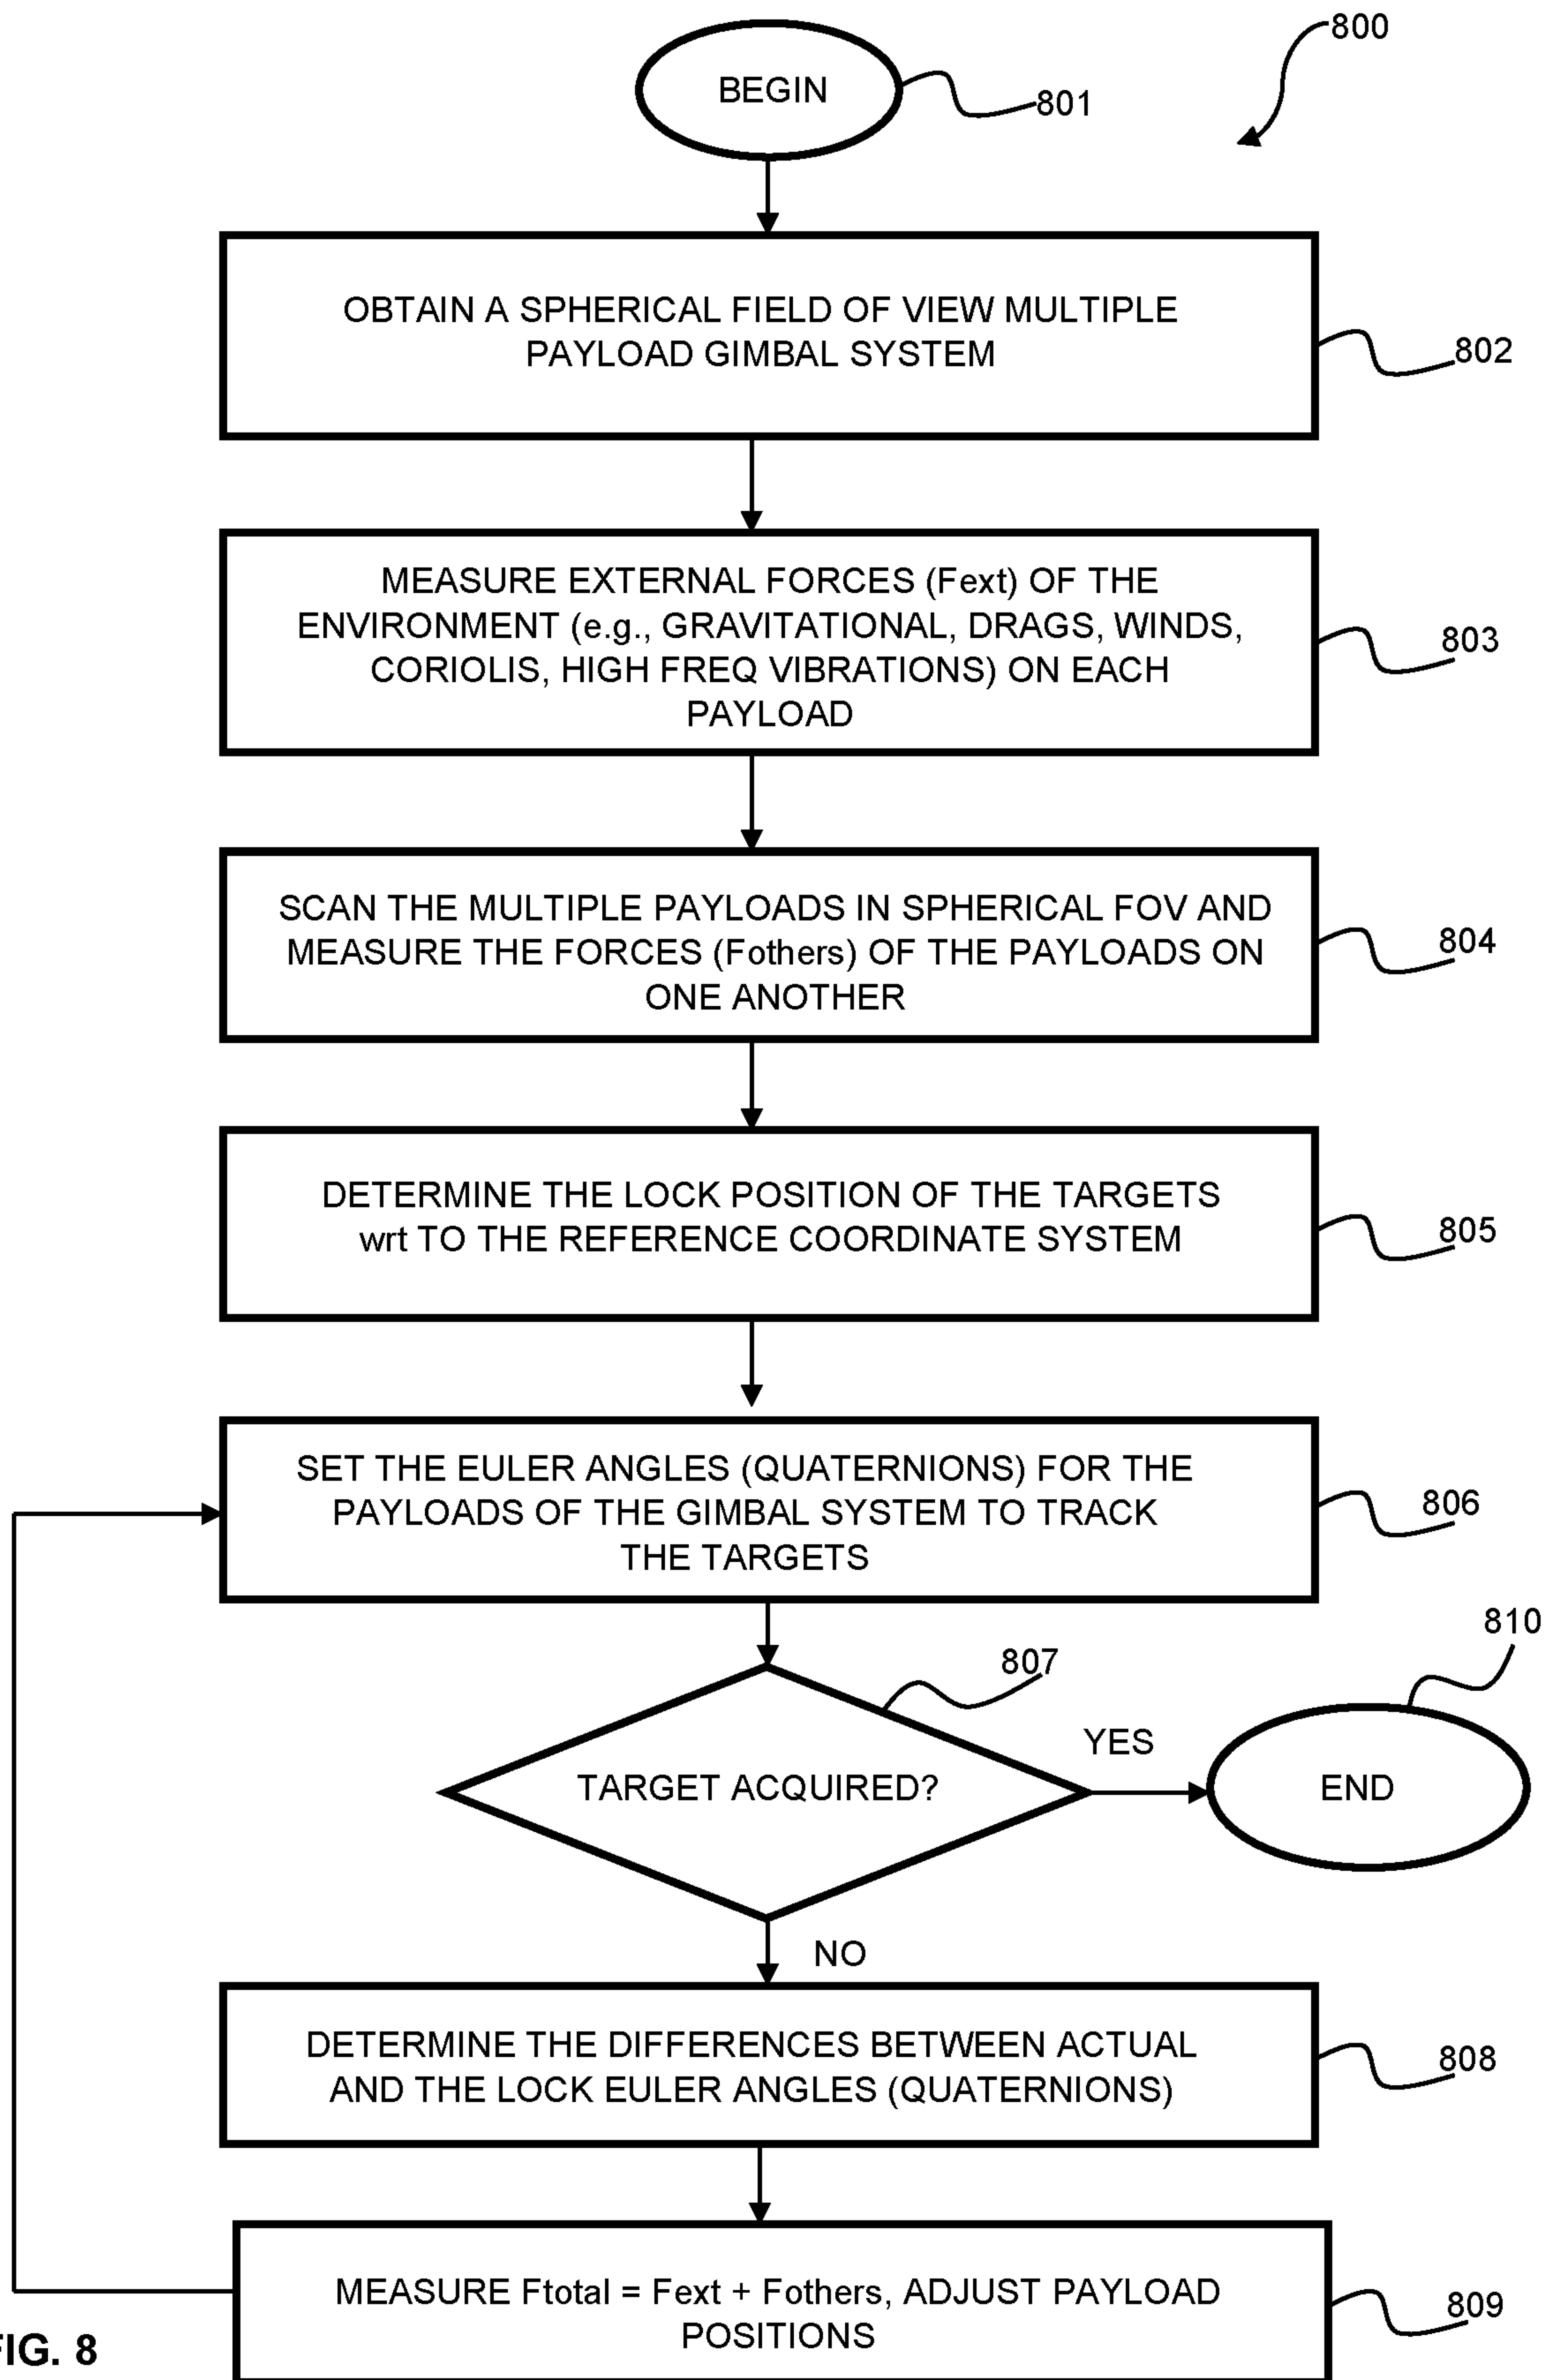 800
BEGIN
801
OBTAIN A SPHERICAL FIELD OF VIEW MULTIPLE
PAYLOAD GIMBAL SYSTEM
802
MEASURE EXTERNAL FORCES (Fext) OF THE
ENVIRONMENT (e.g., GRAVITATIONAL, DRAGS, WINDS,
CORIOLIS, HIGH FREQ VIBRATIONS) ON EACH
PAYLOAD
803
SCAN THE MULTIPLE PAYLOADS IN SPHERICAL FOV AND
MEASURE THE FORCES (Fothers) OF THE PAYLOADS ON
ONE ANOTHER
804
DETERMINE THE LOCK POSITION OF THE TARGETS
wrt TO THE REFERENCE COORDINATE SYSTEM
805
SET THE EULER ANGLES (QUATERNIONS) FOR THE
PAYLOADS OF THE GIMBAL SYSTEM TO TRACK
THE TARGETS
806
807
810
TARGET ACQUIRED?
YES
END
NO
DETERMINE THE DIFFERENCES BETWEEN ACTUAL
AND THE LOCK EULER ANGLES (QUATERNIONS)
808
MEASURE Ftotal = Fext + Fothers, ADJUST PAYLOAD
POSITIONS
809
FIG. 8